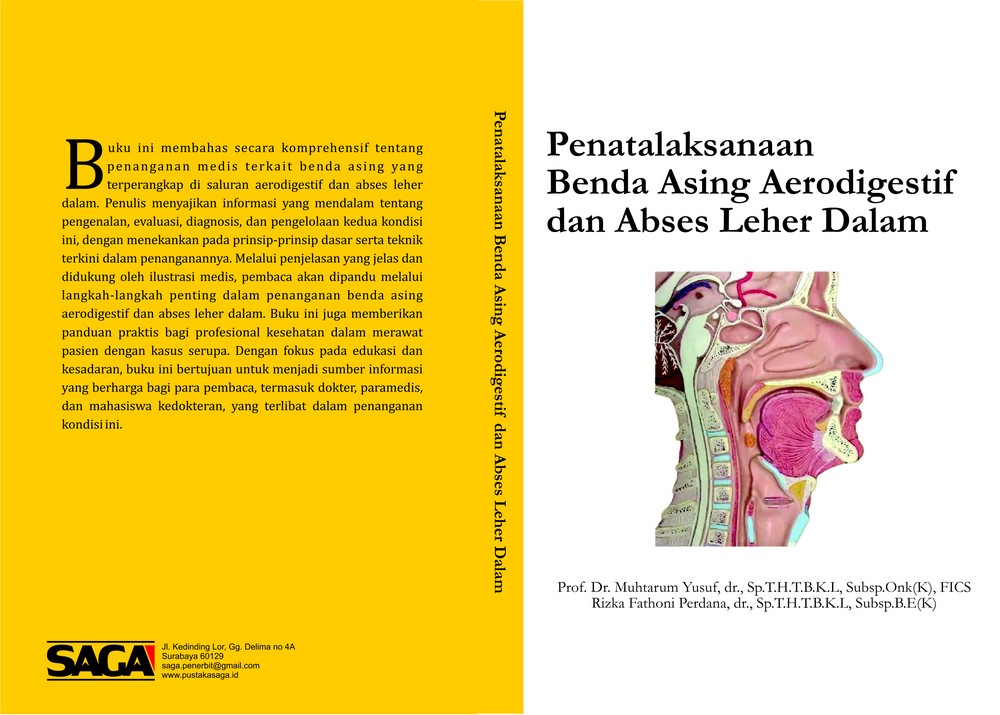 Buku ini membahas secara komprehensif tentang
penanganan medis terkait benda asing yang
terperangkap di saluran aerodigestif dan abses leher
dalam. Penulis menyajikan informasi yang mendalam tentang
pengenalan, evaluasi, diagnosis, dan pengelolaan kedua kondisi
ini, dengan menekankan pada prinsip-prinsip dasar serta teknik
terkini dalam penanganannya. Melalui penjelasan yang jelas dan
didukung oleh ilustrasi medis, pembaca akan dipandu melalui
langkah-langkah penting dalam penanganan benda asing
aerodigestif dan abses leher dalam. Buku ini juga memberikan
panduan praktis bagi profesional kesehatan dalam merawat
pasien dengan kasus serupa. Dengan fokus pada edukasi dan
kesadaran, buku ini bertujuan untuk menjadi sumber informasi
yang berharga bagi para pembaca, termasuk dokter, paramedis,
dan mahasiswa kedokteran, yang terlibat dalam penanganan
kondisi ini.
SAGA
Jl. Kedinding Lor, Gg. Delima no 4A
Surabaya 60129
saga.penerbit@gmail.com
www.pustakasaga.id
Penatalaksanaan Benda Asing Aerodigestif dan Abses Leher Dalam
Penatalaksanaan
Benda Asing Aerodigestif
dan Abses Leher Dalam
Prof. Dr. Muhtarum Yusuf, dr., Sp.T.H.T.B.K.L, Subsp.Onk(K), FICS
Rizka Fathoni Perdana, dr., Sp.T.H.T.B.K.L, Subsp.B.E(K)